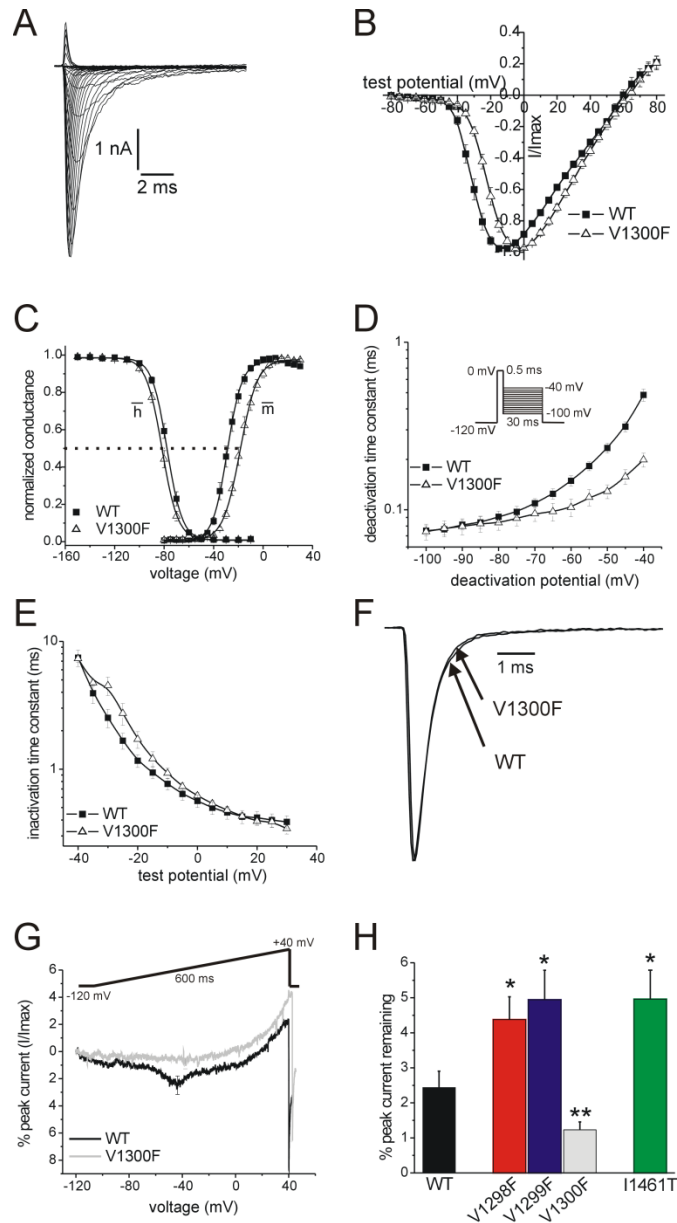 A
1 nA
2 ms
B
I/Imax
test potential (mV)
-80 -60 -40 -20 0 20 40 60 80
0.4
0.2
0.0
-0.2
-0.4
-0.6
-0.8
-1.0
WT
V1300F
C
normalized conductance
1.0
0.8
0.6
0.4
0.2
0.0
h
m
WT
V1300F
-160 -120 -80 -40 0 40
voltage (mV)
D
deactivation time constant (ms)
1
0.1
0 mV
0.5 ms
-40 mV
-100 mV
-120 mV
30 ms
WT
V1300F
-100 -90 -80 -70 -60 -50 -40
deactivation potential (mV)
E
inactivation time constant (ms)
10
1
WT
V1300F
-40 -20 0 20 40
test potential (mV)
F
1 ms
V1300F
WT
G
+40 mV
-120 mV
600 ms
% peak current (I/Imax)
6
4
2
0
2
4
6
8
WT
V1300F
-120 -80 -40 0 40
voltage (mV)
H
% peak current remaining
6
5
4
3
2
1
0
*
*
**
*
WT
V1298F
V1299F
V1300F
I1461T